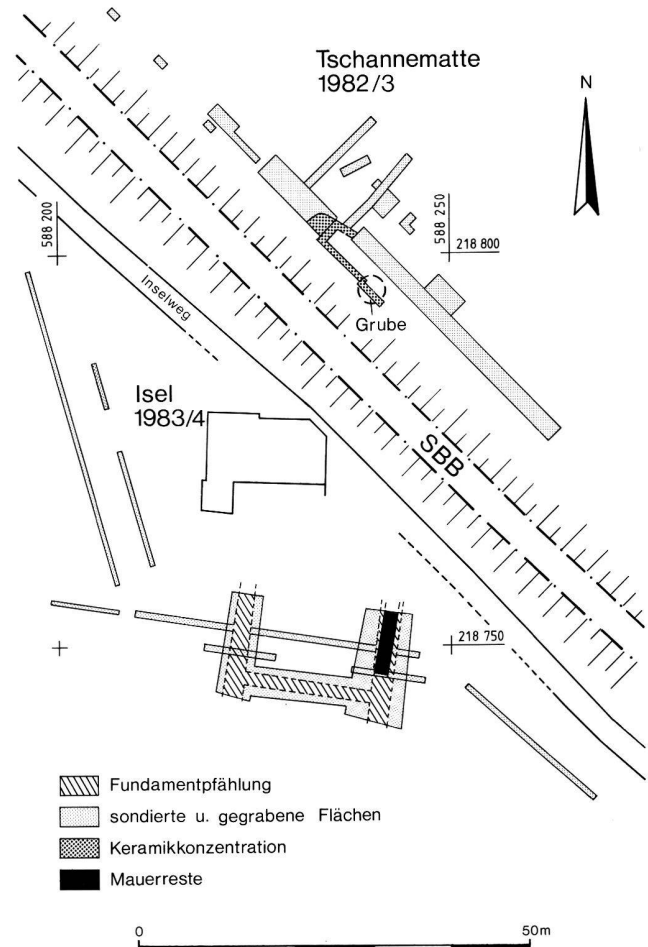 Tschannematte
1982/3
N
588 200
588 250
218 800
Inselweg
Grube
Isel
1983/4
SBB
218 750
Fundamentpfählung
sondierte u. gegrabene Flächen
Keramikkonzentration
Mauerreste
0
50m